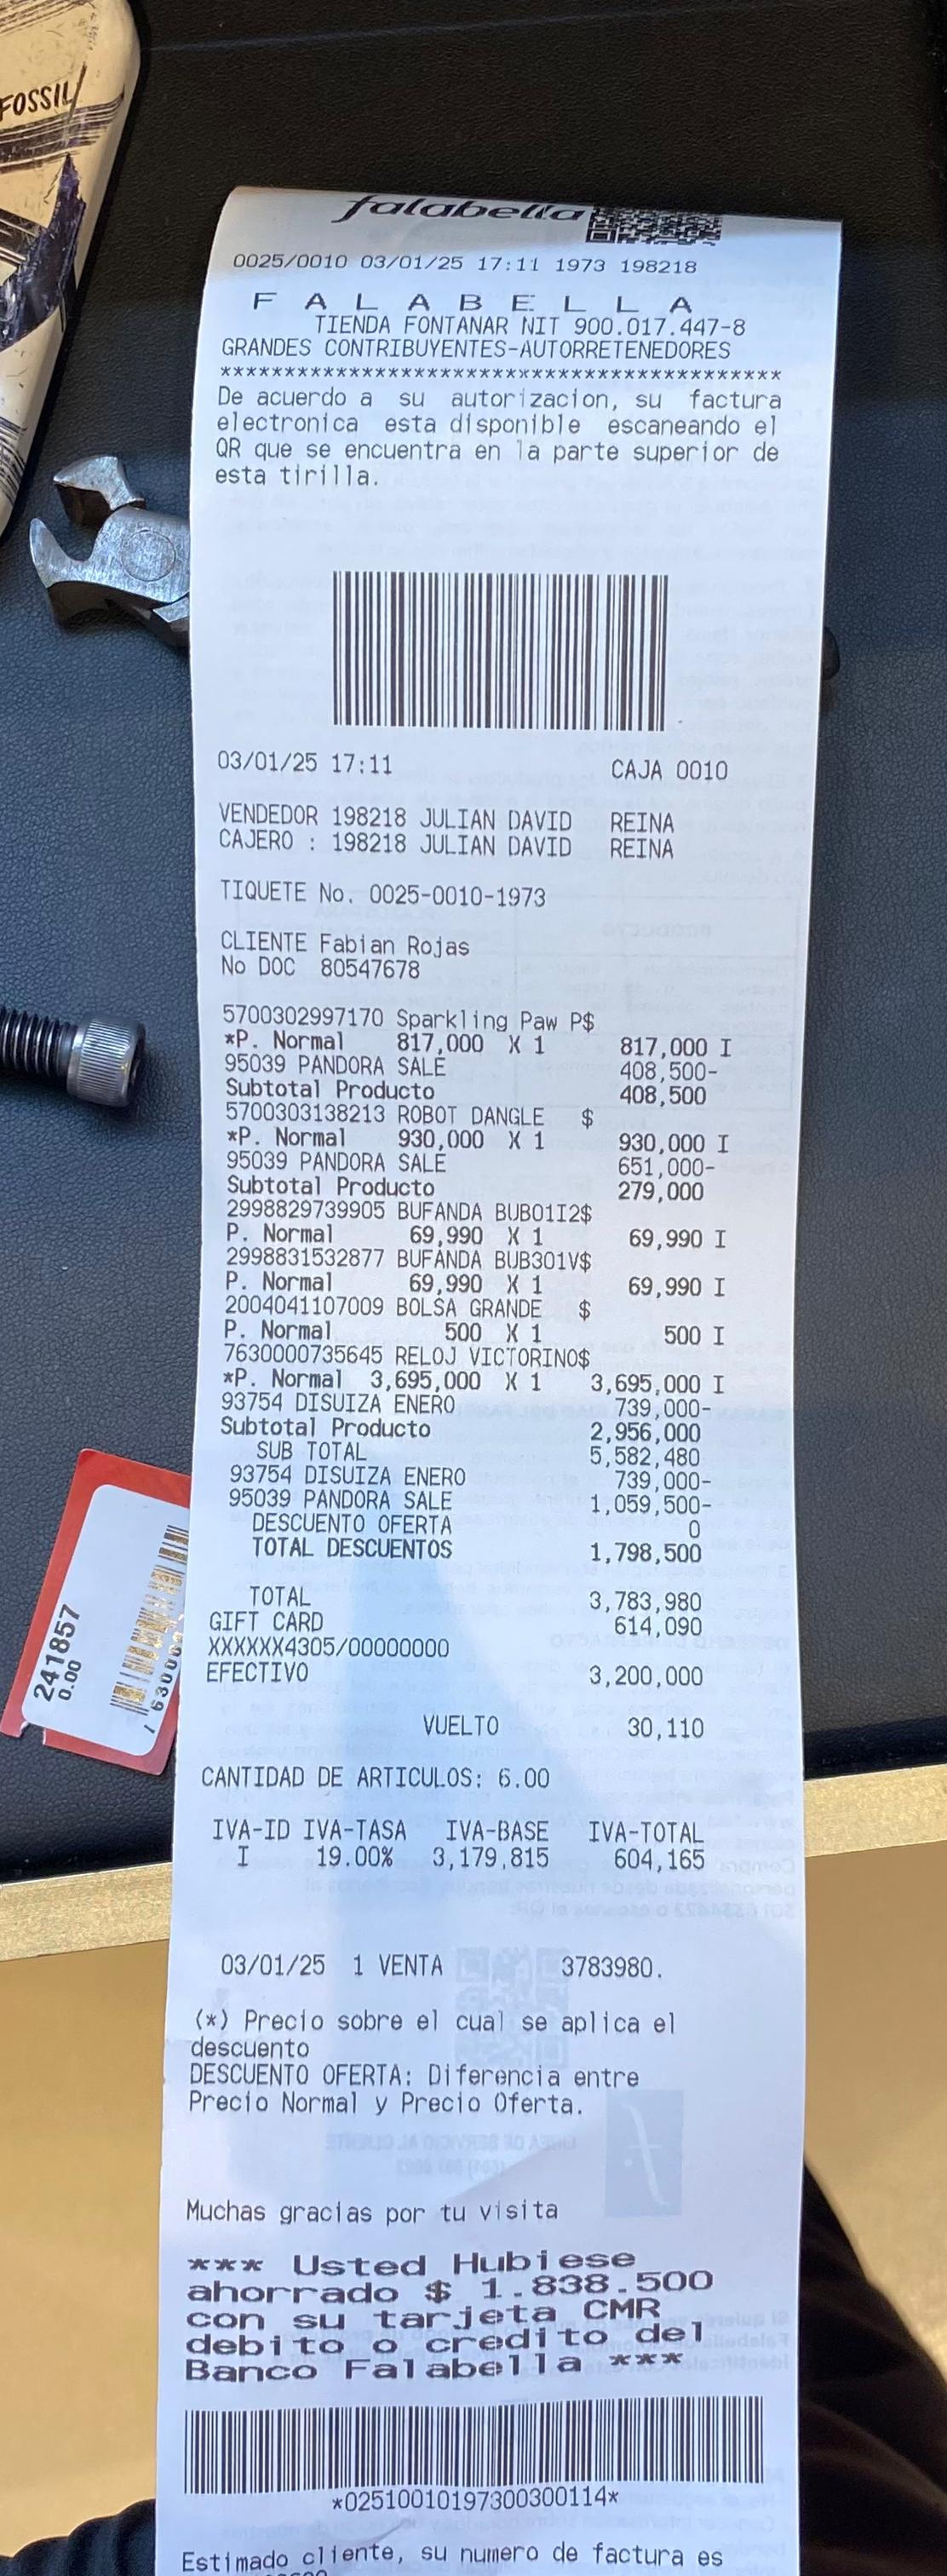 FOSSIL
falabella
0025/0010 03/01/25 17:11 1973 198218
F A L A B E L L A
TIENDA FONTANAR NIT 900.017.447-8
GRANDES CONTRIBUYENTES-AUTORRETENEDORES
*******************************************
De acuerdo a su autorizacion, su factura
electronica esta disponible escaneando el
QR que se encuentra en la parte superior de
esta tirilla.
03/01/25 17:11 CAJA 0010
VENDEDOR 198218 JULIAN DAVID REINA
CAJERO : 198218 JULIAN DAVID REINA
TIQUETE No. 0025-0010-1973
CLIENTE Fabian Rojas
No DOC 80547678
5700302997170 Sparkling Paw P$
*P. Normal 817,000 X 1 817,000 I
95039 PANDORA SALE 408,500-
Subtotal Producto 408,500
5700303138213 ROBOT DANGLE $
*P. Normal 930,000 X 1 930,000 I
95039 PANDORA SALE 651,000-
Subtotal Producto 279,000
2998829739905 BUFANDA BUB01I2$
P. Normal 69,990 X 1 69,990 I
2998831532877 BUFANDA BUB301V$
P. Normal 69,990 X 1 69,990 I
2004041107009 BOLSA GRANDE $
P. Normal 500 X 1 500 I
7630000735645 RELOJ VICTORINO$
*P. Normal 3,695,000 X 1 3,695,000 I
93754 DISUIZA ENERO 739,000-
Subtotal Producto 2,956,000
SUB TOTAL 5,582,480
93754 DISUIZA ENERO 739,000-
95039 PANDORA SALE 1,059,500-
DESCUENTO OFERTA 0
TOTAL DESCUENTOS 1,798,500
TOTAL 3,783,980
GIFT CARD 614,090
XXXXXX4305/00000000
EFECTIVO 3,200,000
VUELTO 30,110
CANTIDAD DE ARTICULOS: 6.00
IVA-ID IVA-TASA IVA-BASE IVA-TOTAL
I 19.00% 3,179,815 604,165
03/01/25 1 VENTA 3783980.
(*) Precio sobre el cual se aplica el
descuento
DESCUENTO OFERTA: Diferencia entre
Precio Normal y Precio Oferta.
Muchas gracias por tu visita
*** Usted Hubiese
ahorrado $ 1.838.500
con su tarjeta CMR
debito o credito del
Banco Falabella ***
*02510010197300300114*
Estimado cliente, su numero de factura es
241857
0.00